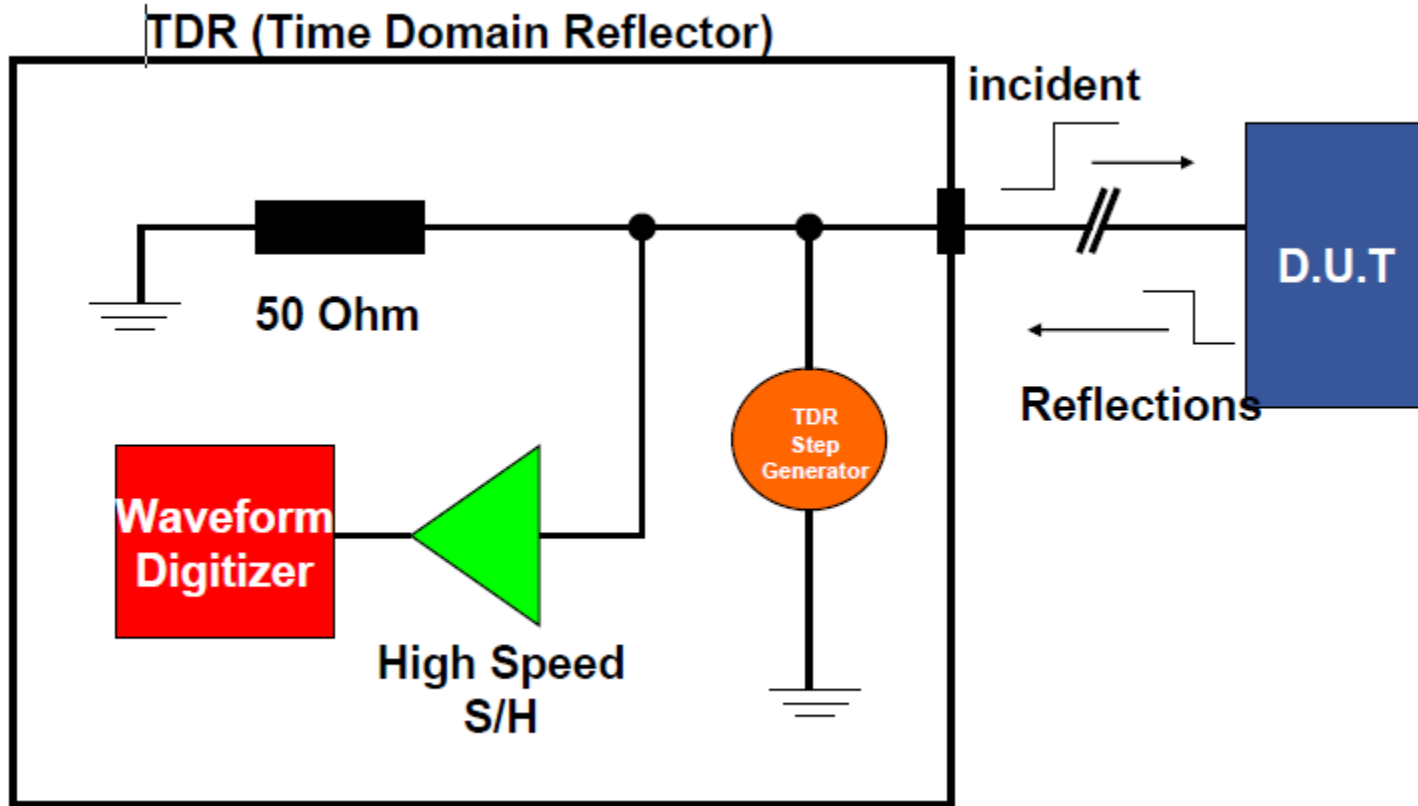 TDR (Time Domain Reflector)
incident
50 Ohm
D.U.T
Reflections
TDR
Step
Generator
Waveform
Digitizer
High Speed
S/H